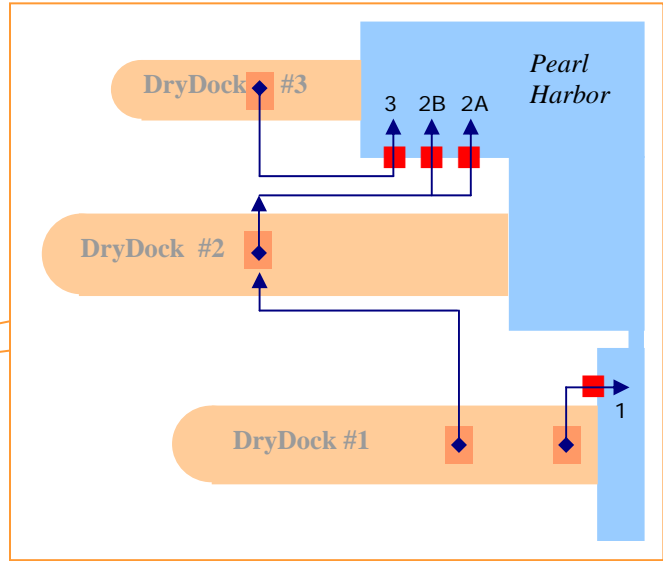 DryDock #3
Pearl
Harbor
3 2B 2A
DryDock #2
1
DryDock #1